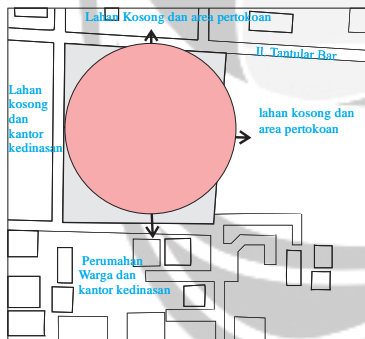 Lahan Kosong dan area pertokoan
Jl. Tantular Bar
Lahan
kosong
dan
kantor
kedinasan
lahan kosong dan
area pertokoan
Perumahan
Warga dan
kantor kedinasan